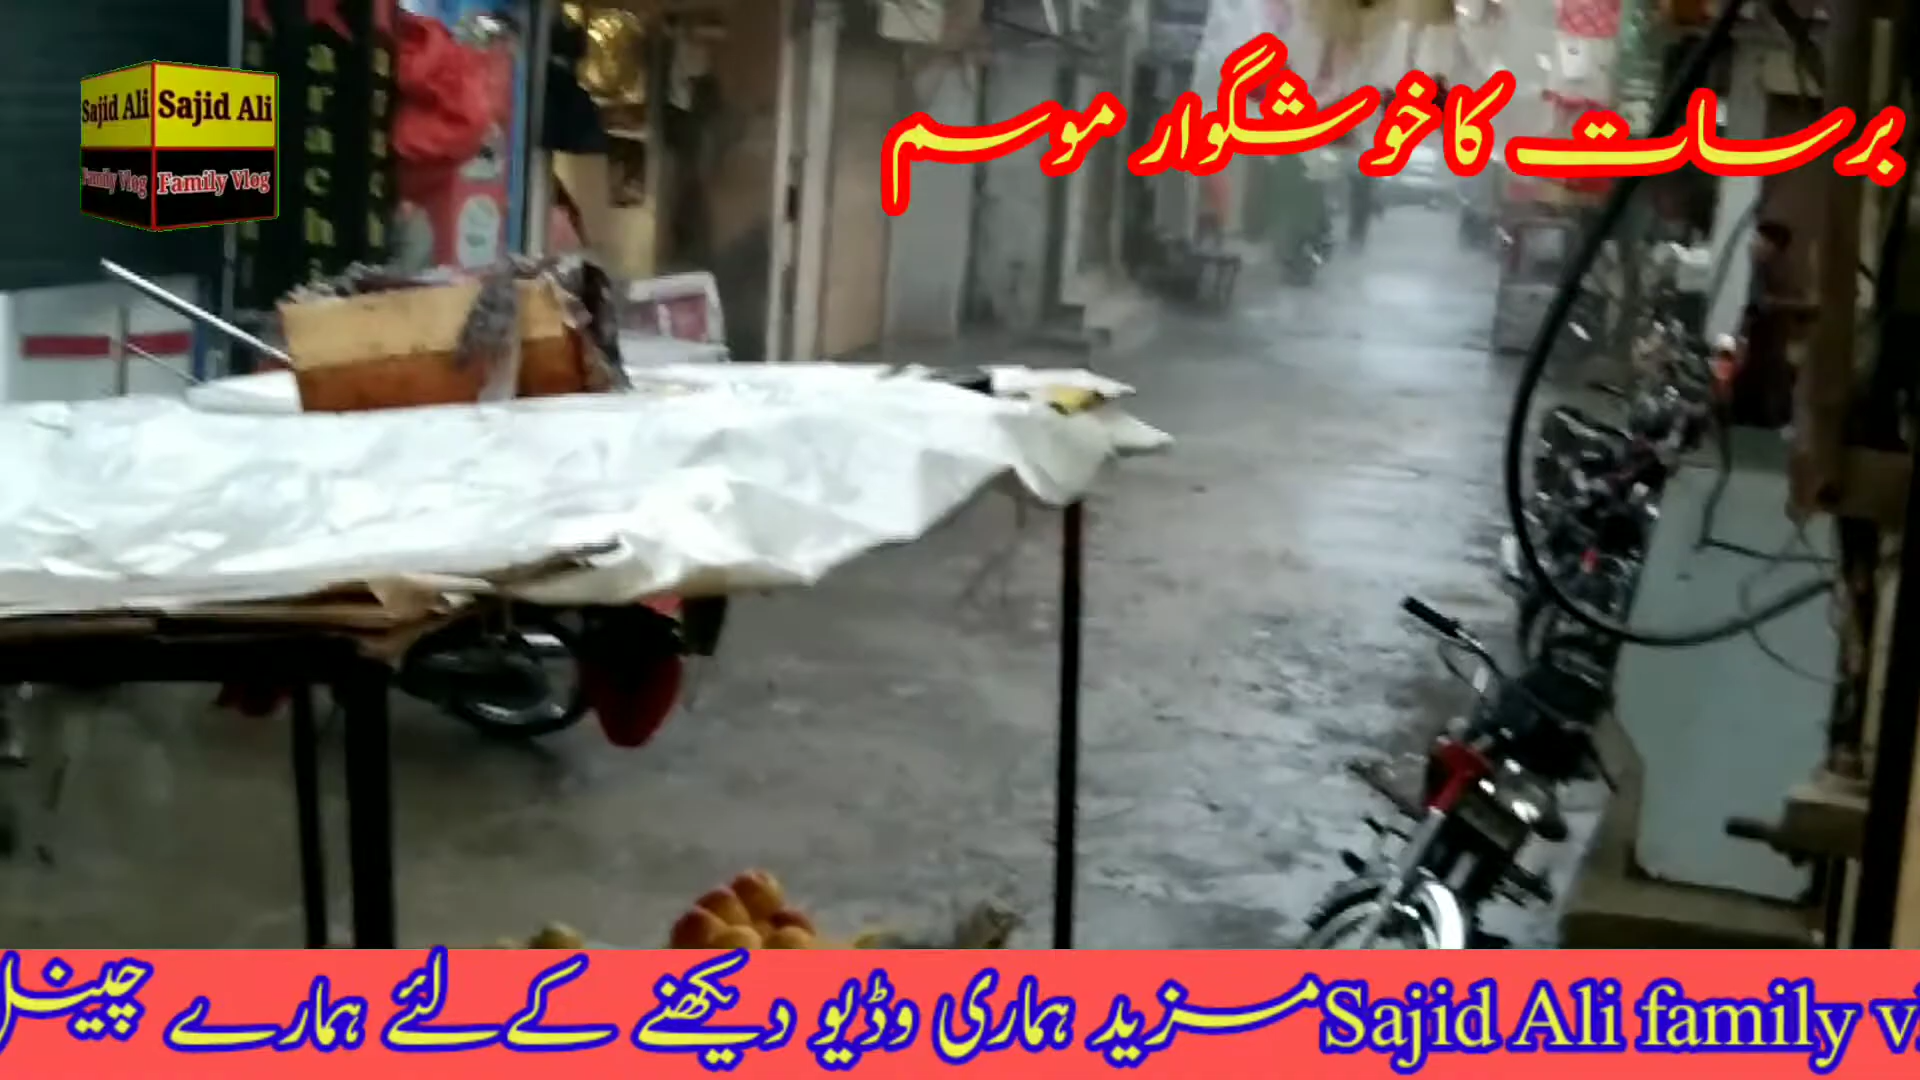 Sajid Ali Sajid Ali
Family Vlog Family Vlog
برسات کا خوشگوار موسم
Sajid Ali family مزید ہماری وڈیو دیکھنے کے لئے ہمارے چینل